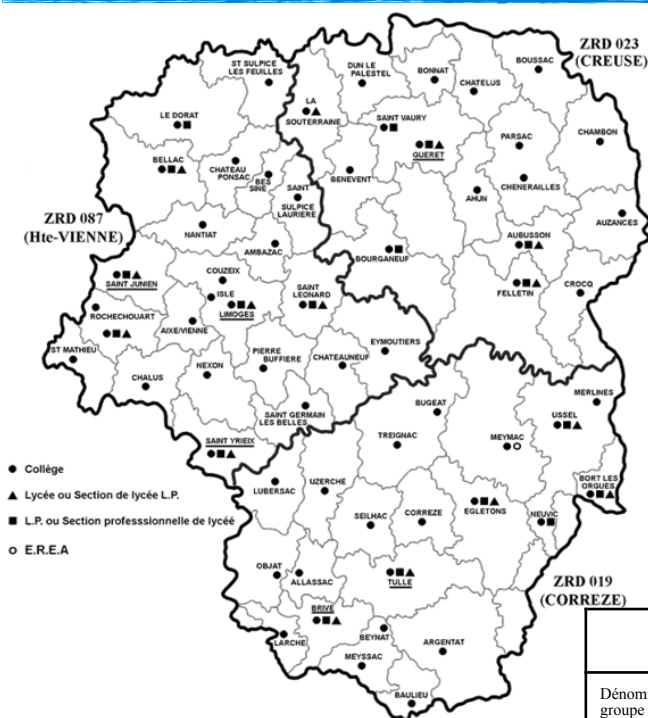 ZRD 023
(CREUSE)
ST SULPICE
LES FEUILLES
DUN LE
PALESTEL
BONNAT
BOUSSAC
CHATELUS
LA
SOUTERRAINE
LE DORAT
SAINT VAURY
GUERET
PARSAC
CHAMBON
BELLAC
CHATEAU
PONSAC
BES
SINE
BENEVENT
CHENERAILLES
SAINT
SULPICE
LAURIERE
AHUN
AUZANCES
ZRD 087
(Hte-VIENNE)
NANTIAT
AMBAZAC
BOURGANEUF
AUBUSSON
SAINT JUNIEN
COUZEIX
ISLE
LIMOGES
SAINT
LEONARD
FELLETIN
CROCQ
ROCHECHOUART
AIXE/VIENNE
ST MATHIEU
CHALUS
NEXON
PIERRE
BUFFIERE
CHATEAUNEUF
EYMOUTIERS
SAINT GERMAIN
LES BELLES
BUGEAT
MERLINES
TREIGNAC
MEYMAC
USSEL
SAINT YRIEIX
● Collège
▲ Lycée ou Section de lycée L.P.
■ L.P. ou Section professsionnelle de lycéé
○ E.R.E.A
LUBERSAC
UZERCHE
BORT LES
ORGUES
SEILHAC
CORREZE
EGLETONS
NEUVIC
OBJAT
ALLASSAC
TULLE
ZRD 019
(CORREZE)
BRIVE
LARCHE
BEYNAT
ARGENTAT
MEYSSAC
BAULIEU
groupe